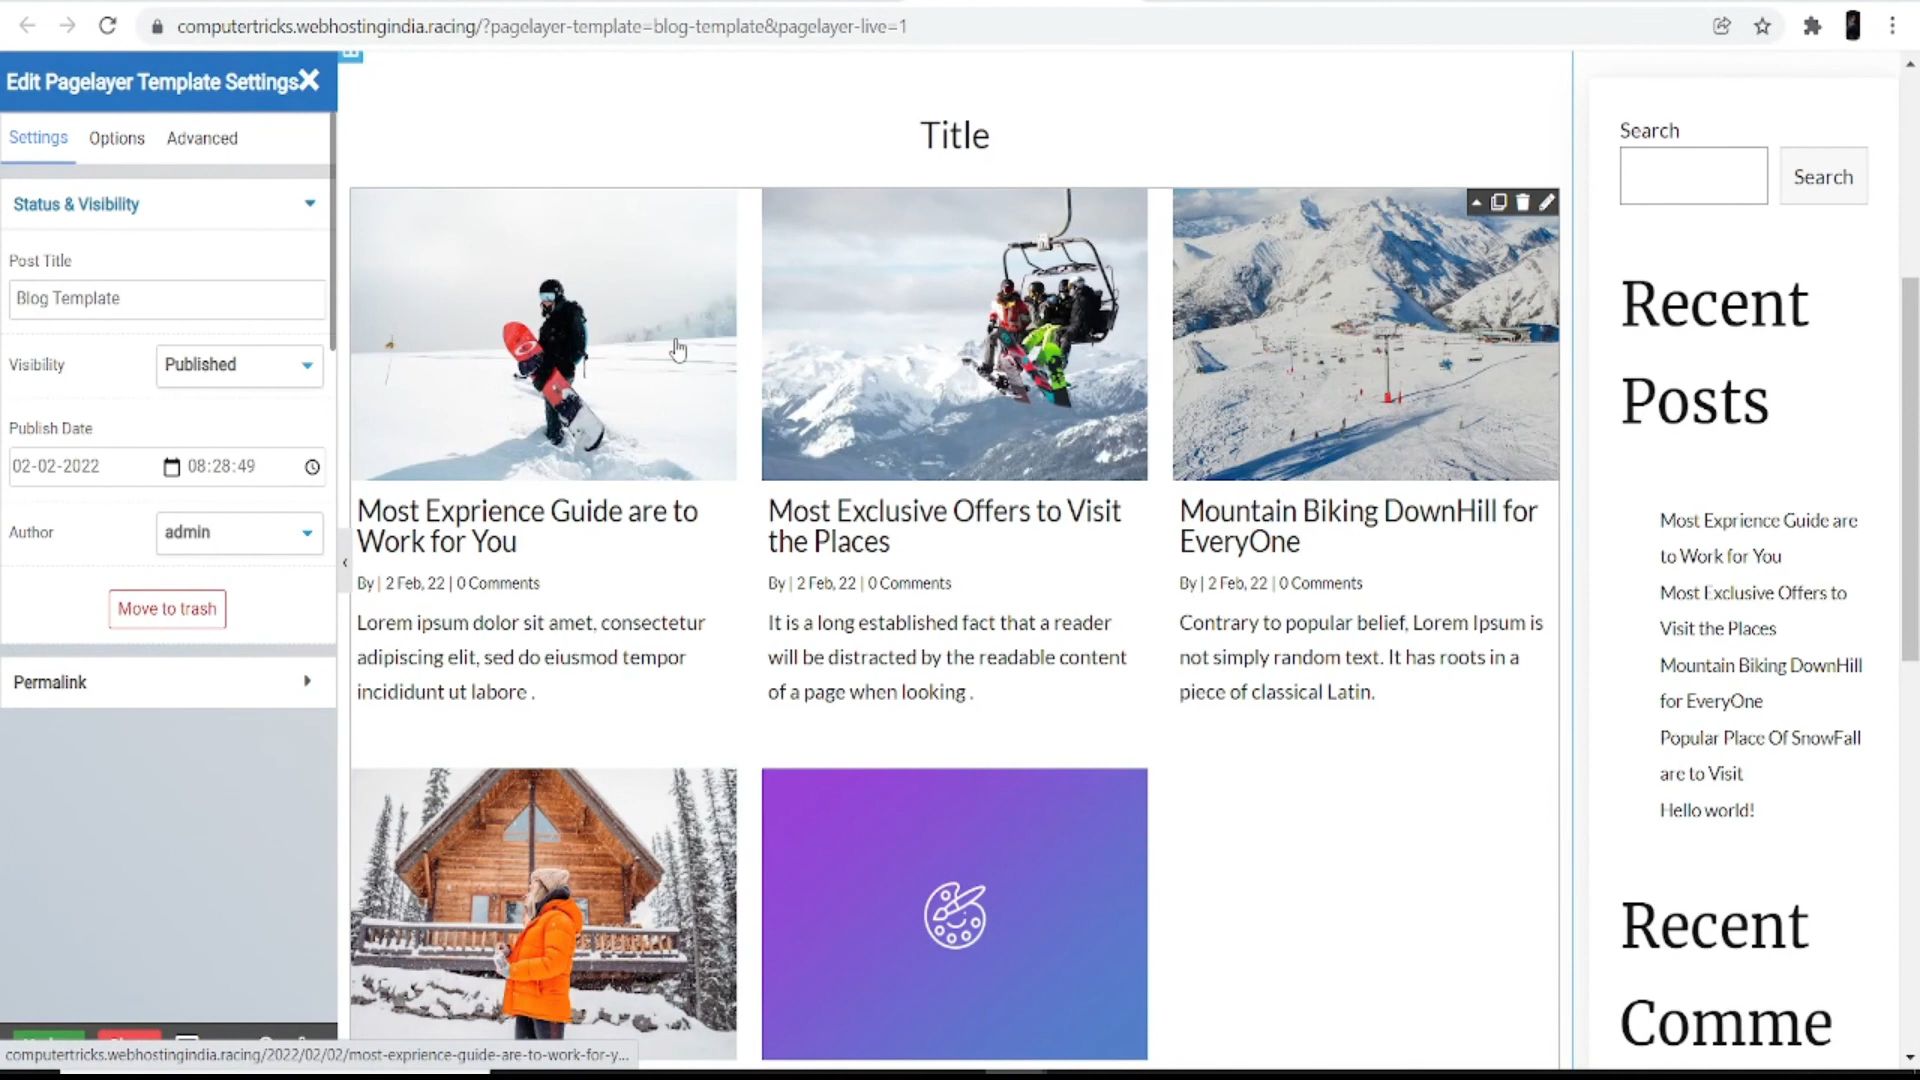 computertricks.webhostingindia.racing/?pagelayer-template=blog-template&pagelayer-live=1
Edit Pagelayer Template Settings
Settings
Options
Advanced
Status & Visibility
Post Title
Blog Template
Visibility
Published
Publish Date
02-02-2022
08:28:49
Author
admin
Move to trash
Permalink
computertricks.webhostingindia.racing/2022/02/02/most-exprience-guide-are-to-work-for-y...
Title
Most Exprience Guide are to
Work for You
By | 2 Feb, 22 | 0 Comments
Lorem ipsum dolor sit amet, consectetur
adipiscing elit, sed do eiusmod tempor
incididunt ut labore .
Most Exclusive Offers to Visit
the Places
By | 2 Feb, 22 | 0 Comments
It is a long established fact that a reader
will be distracted by the readable content
of a page when looking .
Mountain Biking DownHill for
EveryOne
By | 2 Feb, 22 | 0 Comments
Contrary to popular belief, Lorem Ipsum is
not simply random text. It has roots in a
piece of classical Latin.
Search
Search
Recent
Posts
Most Exprience Guide are
to Work for You
Most Exclusive Offers to
Visit the Places
Mountain Biking DownHill
for EveryOne
Popular Place Of SnowFall
are to Visit
Hello world!
Recent
Comme